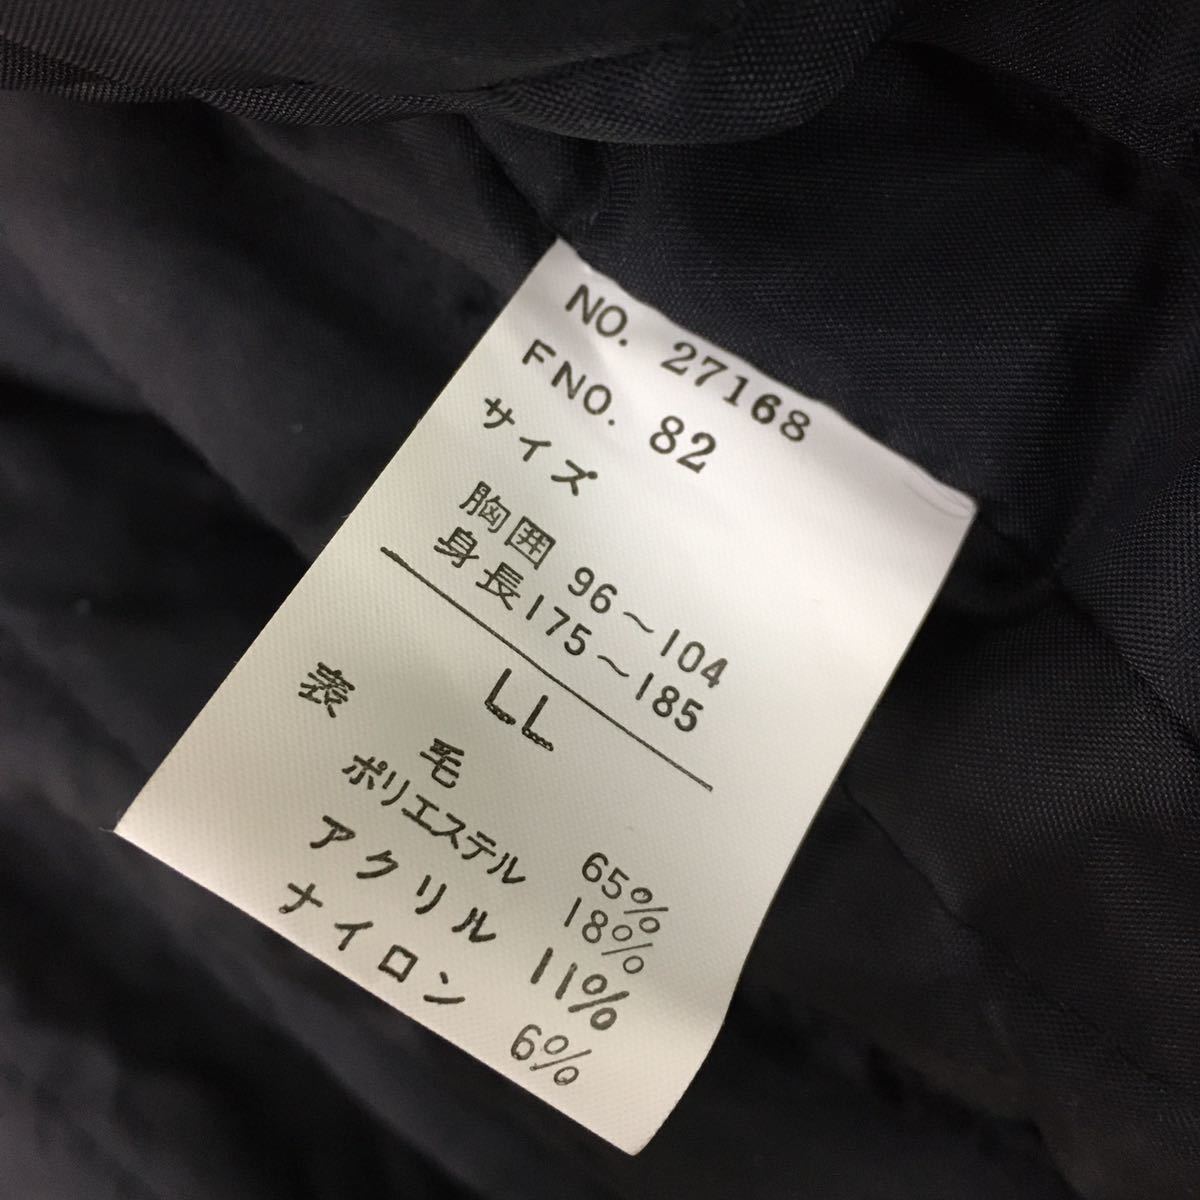 NO. 27168
FNO. 82
サイズ
胸囲 96～104
身長175～185
LL
表 毛 65%
ポリエステル 18%
アクリル 11%
ナイロン 6%